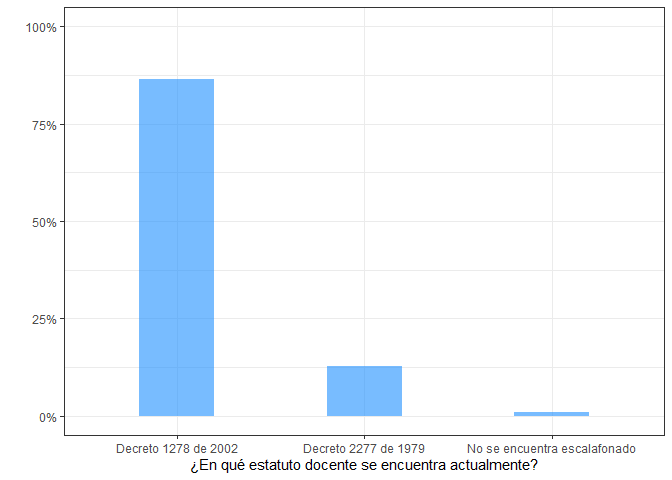 100%
75%
50%
25%
0%
Decreto 1278 de 2002
Decreto 2277 de 1979
No se encuentra escalafonado
¿En qué estatuto docente se encuentra actualmente?